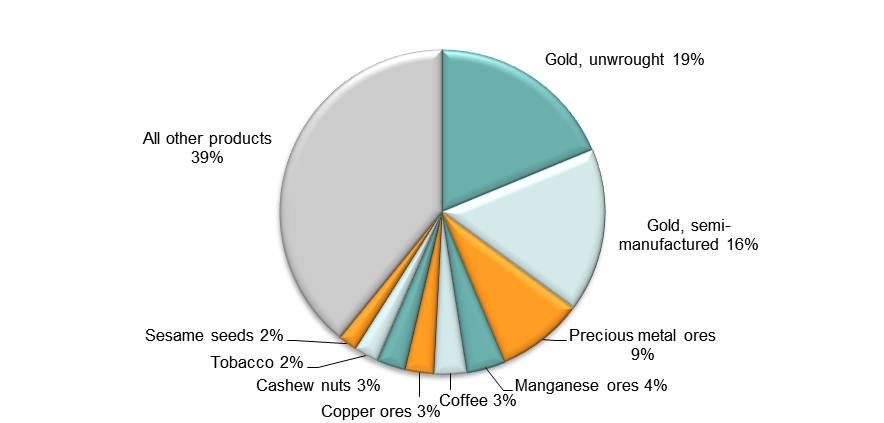 Gold, unwrought 19%
Gold, semi-
manufactured 16%
Precious metal ores
9%
Manganese ores 4%
Coffee 3%
Copper ores 3%
Cashew nuts 3%
Tobacco 2%
Sesame seeds 2%
All other products
39%